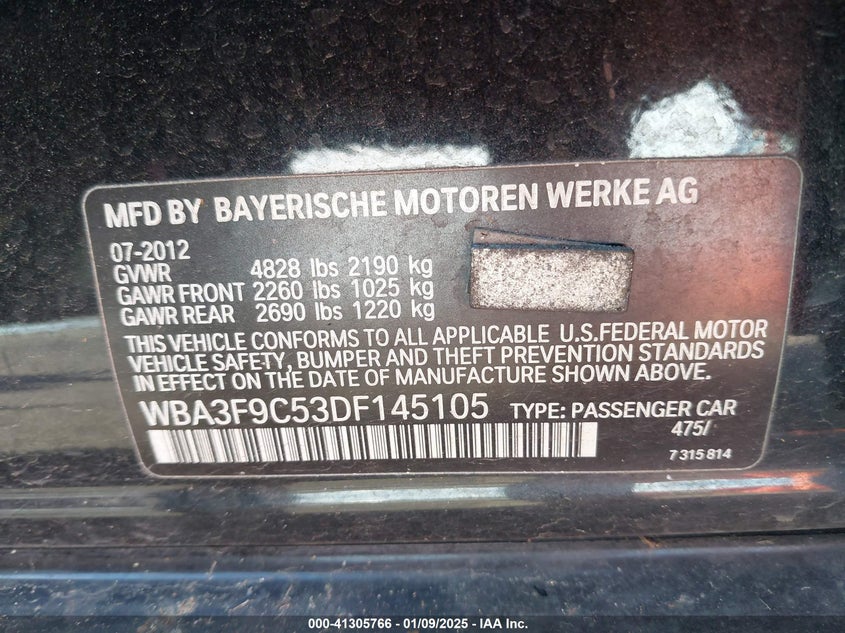 MFD BY BAYERISCHE MOTOREN WERKE AG
07-2012
GVWR 4828 lbs 2190 kg
GAWR FRONT 2260 lbs 1025 kg
GAWR REAR 2690 lbs 1220 kg
THIS VEHICLE CONFORMS TO ALL APPLICABLE U.S.FEDERAL MOTOR
VEHICLE SAFETY, BUMPER AND THEFT PREVENTION STANDARDS
IN EFFECT ON THE DATE OF MANUFACTURE SHOWN ABOVE.
WBA3F9C53DF145105 TYPE: PASSENGER CAR
475/
7 315 814
000-41305766 - 01/09/2025 - IAA Inc.